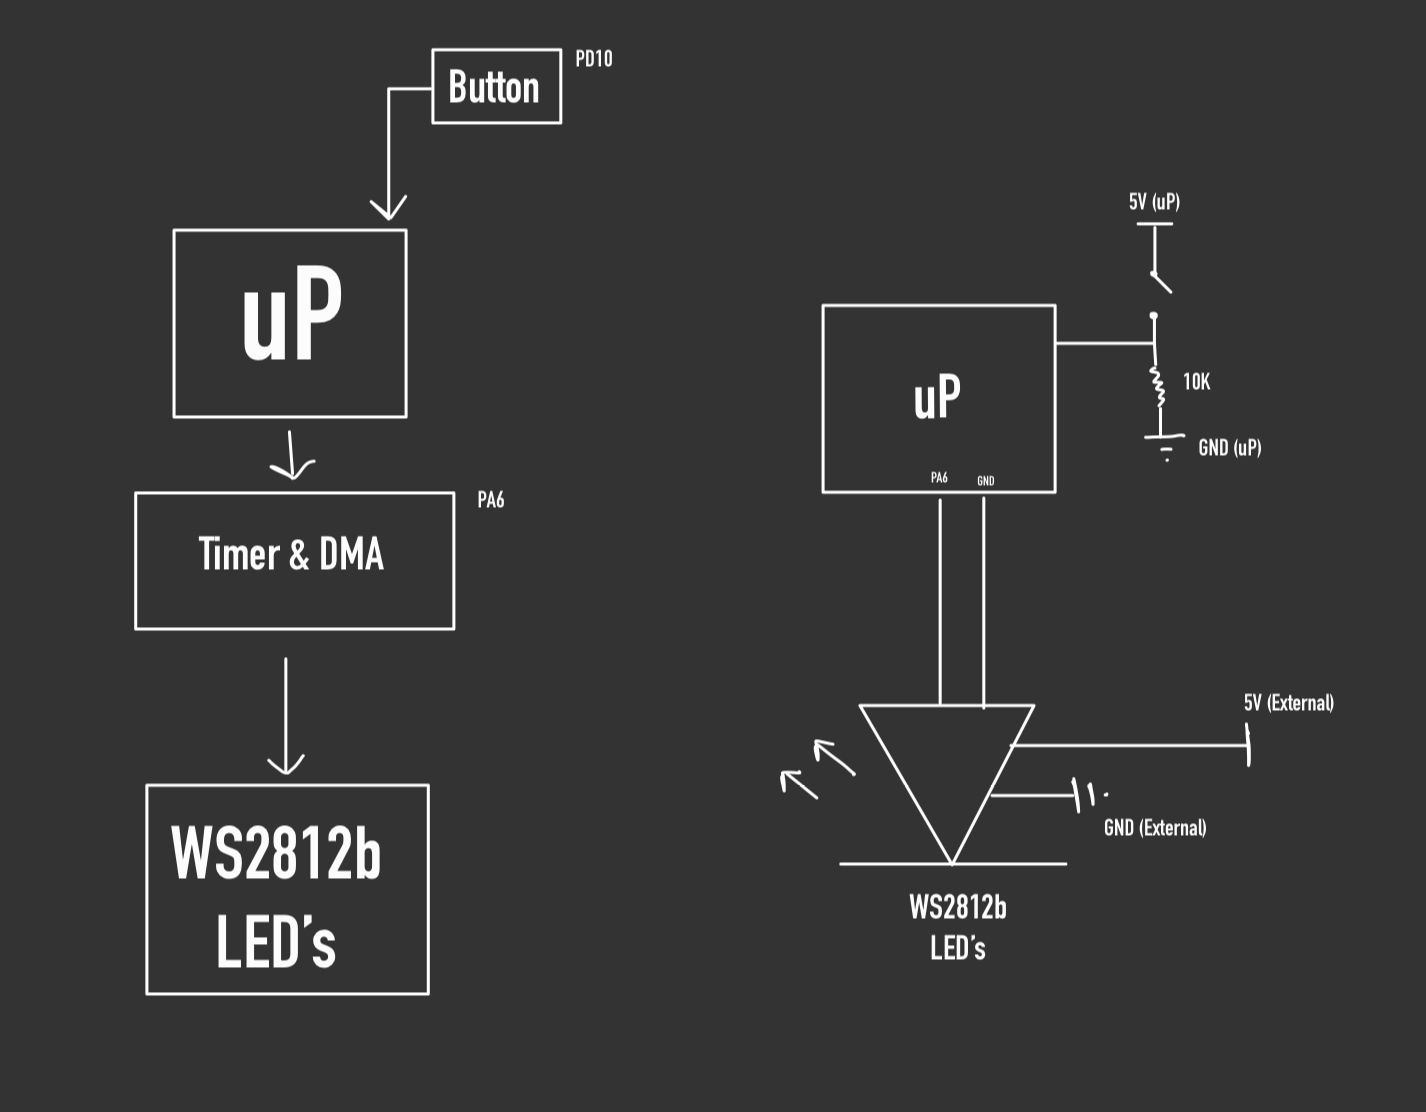 Button
PD10
uP
Timer & DMA
PA6
WS2812b
LED's
5V (uP)
uP
10K
GND (uP)
PA6
GND
5V (External)
GND (External)
WS2812b
LED's